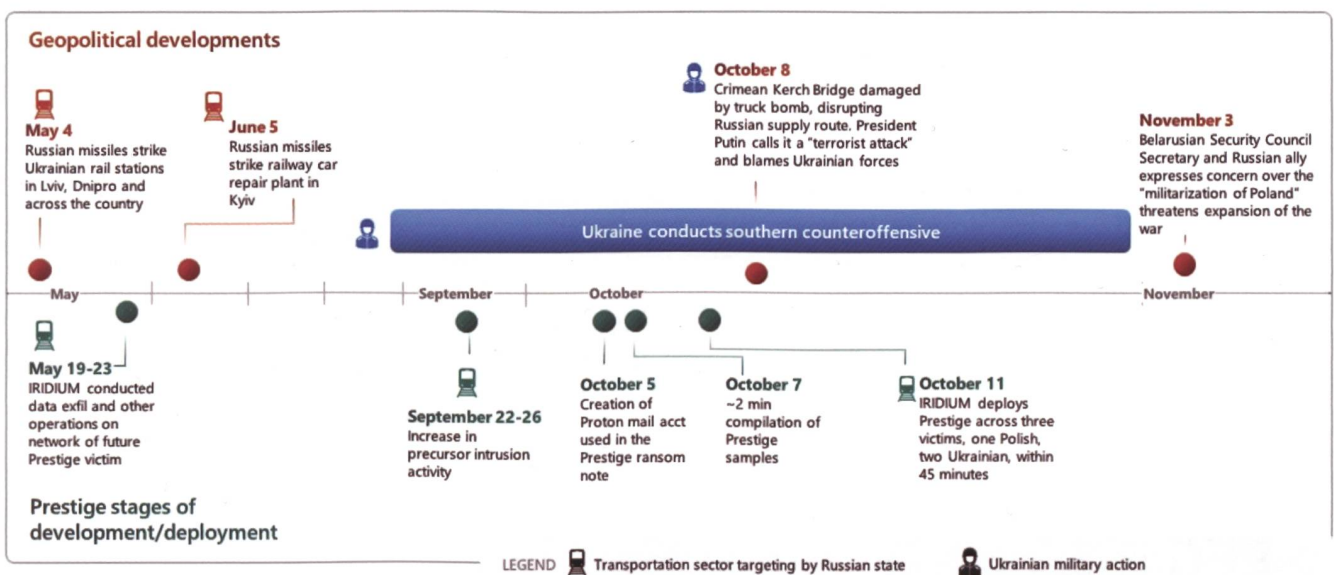 Geopolitical developments
May 4
Russian missiles strike
Ukrainian rail stations
in Lviv, Dnipro and
across the country
June 5
Russian missiles
strike railway car
repair plant in
Kyiv
October 8
Crimean Kerch Bridge damaged
by truck bomb, disrupting
Russian supply route. President
Putin calls it a "terrorist attack"
and blames Ukrainian forces
November 3
Belarusian Security Council
Secretary and Russian ally
expresses concern over the
"militarization of Poland"
threatens expansion of the
war
Ukraine conducts southern counteroffensive
May
September
October
November
May 19-23
IRIDIUM conducted
data exfil and other
operations on
network of future
Prestige victim
September 22-26
Increase in
precursor intrusion
activity
October 5
Creation of
Proton mail acct
used in the
Prestige ransom
note
October 7
~2 min
compilation of
Prestige
samples
October 11
IRIDIUM deploys
Prestige across three
victims, one Polish,
two Ukrainian, within
45 minutes
Prestige stages of
development/deployment
LEGEND
Transportation sector targeting by Russian state
Ukrainian military action